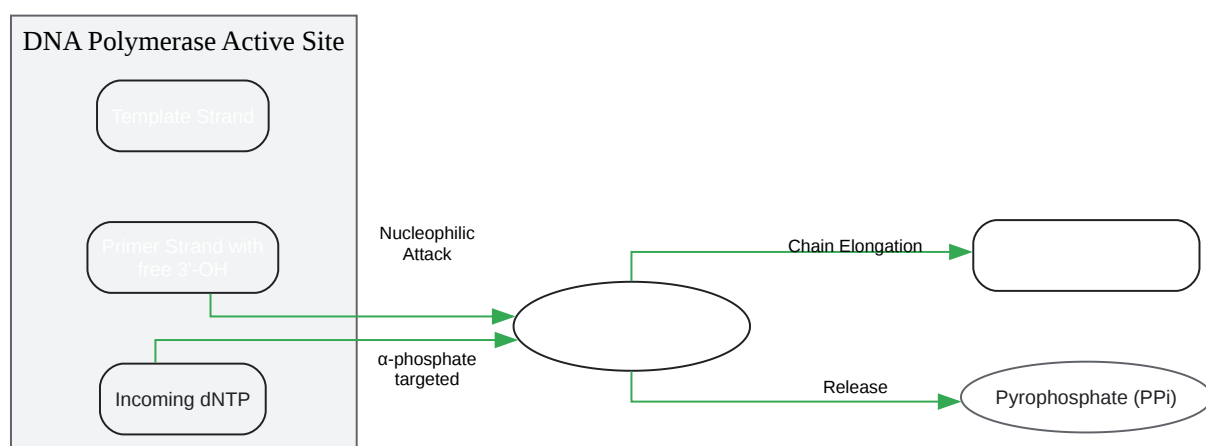 DNA Polymerase Active Site
Template Strand
Primer Strand with
free 3'-OH
Incoming dNTP
Nucleophilic
Attack
α-phosphate
targeted
Chain Elongation
Release
Pyrophosphate (PPi)